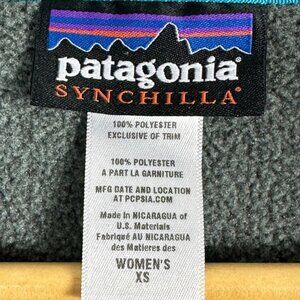 patagonia®
SYNCHILLA®
100% POLYESTER
EXCLUSIVE OF TRIM
100% POLYESTER
A PART LA GARNITURE
MFG DATE AND LOCATION
AT PCPSIA.COM
Made in NICARAGUA of
U.S. Materials
Fabriqué AU NICARAGUA
des Matieres des
WOMEN'S
XS